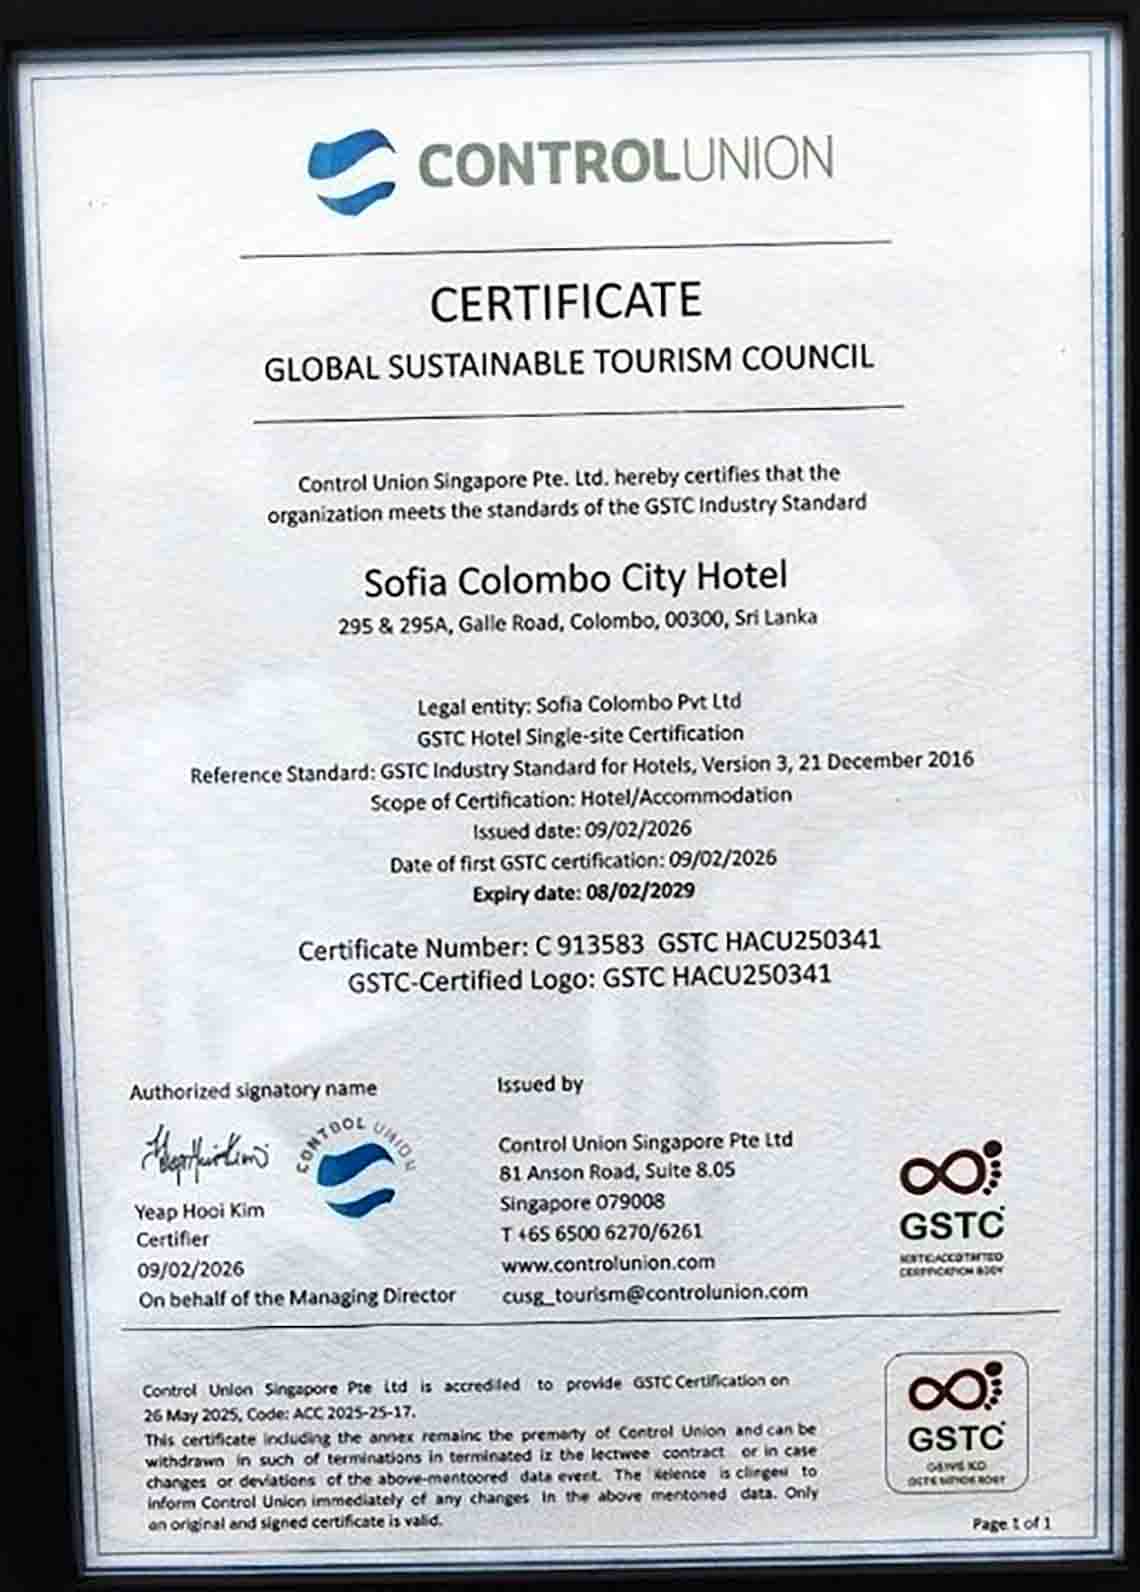 CONTROLUNION
CERTIFICATE
GLOBAL SUSTAINABLE TOURISM COUNCIL
Control Union Singapore Pte. Ltd. hereby certifies that the
organization meets the standards of the GSTC Industry Standard
Sofia Colombo City Hotel
295 & 295A, Galle Road, Colombo, 00300, Sri Lanka
Legal entity: Sofia Colombo Pvt Ltd
GSTC Hotel Single-site Certification
Reference Standard: GSTC Industry Standard for Hotels, Version 3, 21 December 2016
Scope of Certification: Hotel/Accommodation
Issued date: 09/02/2026
Date of first GSTC certification: 09/02/2026
Expiry date: 08/02/2029
Certificate Number: C 913583 GSTC HACU250341
GSTC-Certified Logo: GSTC HACU250341
Authorized signatory name
CONTROL UNION
Yeap Hooi Kim
Certifier
09/02/2026
On behalf of the Managing Director
Issued by
Control Union Singapore Pte Ltd
81 Anson Road, Suite 8.05
Singapore 079008
T +65 6500 6270/6261
www.controlunion.com
cusg_tourism@controlunion.com
GSTC
Control Union Singapore Pte Ltd is accredited to provide GSTC Certification on
26 May 2025, Code: ACC 2025-25-17.
This certificate including the annex remainc the premarty of Control Union and can be
withdrawn in such of terminations in terminated iz the lectwee contract or in case
changes or deviations of the above-mentoored data event. The is to
inform Control Union immediately of any changes in the above mentoned data. Only
an original and signed certificate is valid.
GSTC
Page 1 of 1